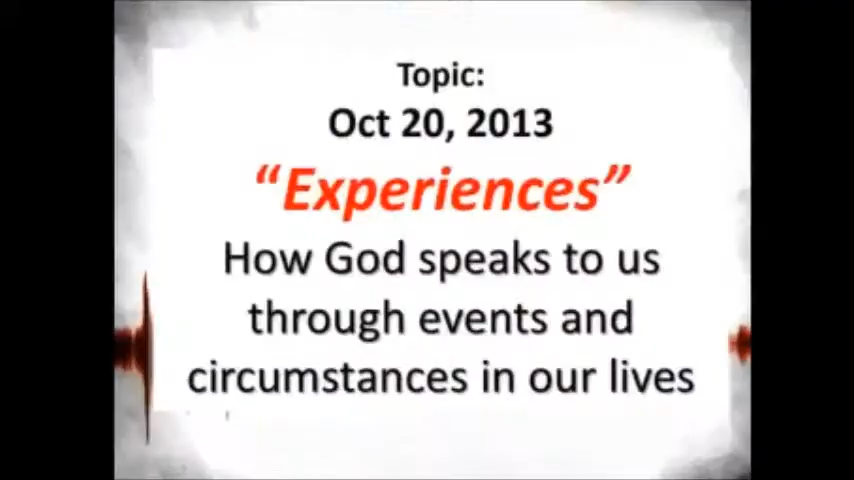 Topic:
Oct 20, 2013
“Experiences”
How God speaks to us
through events and
circumstances in our lives